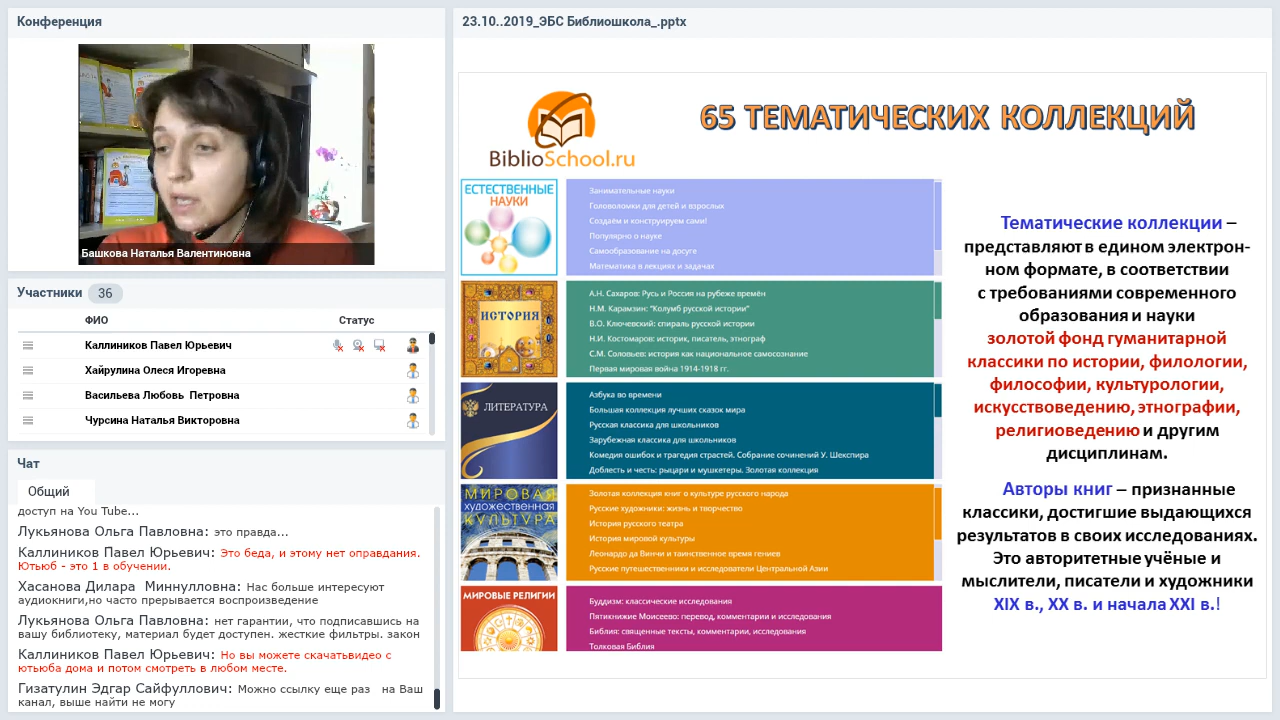 Конференция
Башкова Наталья Валентиновна
Участники 36
ФИО Статус
Каллиников Павел Юрьевич
Хайрулина Олеся Игоревна
Васильева Любовь Петровна
Чурсина Наталья Викторовна
Чат
Общий
доступ на You Tube...
Лукьянова Ольга Павловна: это правда...
Каллиников Павел Юрьевич: Это беда, и этому нет оправдания.
Ютьюб - это 1 в обучении.
Хасанова Дилара Миннулловна: Нас больше интересуют
аудиокниги,но часто прерывается воспроизведение
Лукьянова Ольга Павловна: нет гарантии, что подписавшись на
вашу библиотеку, материал будет доступен. жесткие фильтры. закон
Каллиников Павел Юрьевич: Но вы можете скачатьвидео с
ютьюба дома и потом смотреть в любом месте.
Гизатулин Эдгар Сайфуллович: Можно ссылку еще раз на Ваш
канал, выше найти не могу
23.10..2019_ЭБС Библиошкола_.pptx
BiblioSchool.ru
65 ТЕМАТИЧЕСКИХ КОЛЛЕКЦИЙ
ЕСТЕСТВЕННЫЕ
НАУКИ
Занимательные науки
Головоломки для детей и взрослых
Создаём и конструируем сами!
Популярно о науке
Самообразование на досуге
Математика в лекциях и задачах
ИСТОРИЯ
А.Н. Сахаров: Русь и Россия на рубеже времён
Н.М. Карамзин: "Колумб русской истории"
В.О. Ключевский: спираль русской истории
Н.И. Костомаров: историк, писатель, этнограф
С.М. Соловьев: история как национальное самосознание
Первая мировая война 1914-1918 гг.
ЛИТЕРАТУРА
Азбука во времени
Большая коллекция лучших сказок мира
Русская классика для школьников
Зарубежная классика для школьников
Комедия ошибок и трагедия страстей. Собрание сочинений У. Шекспира
Доблесть и честь: рыцари и мушкетеры. Золотая коллекция
МИРОВАЯ
ХУДОЖЕСТВЕННАЯ
КУЛЬТУРА
Золотая коллекция книг о культуре русского народа
Русские художники: жизнь и творчество
История русского театра
История мировой культуры
Леонардо да Винчи и таинственное время гениев
Русские путешественники и исследователи Центральной Азии
МИРОВЫЕ РЕЛИГИИ
Буддизм: классические исследования
Пятикнижие Моисеево: перевод, комментарии и исследования
Библия: священные тексты, комментарии, исследования
Толковая Библия
Тематические коллекции –
представляют в едином электрон-
ном формате, в соответствии
с требованиями современного
образования и науки
золотой фонд гуманитарной
классики по истории, филологии,
философии, культурологии,
искусствоведению, этнографии,
религиоведению и другим
дисциплинам.
Авторы книг – признанные
классики, достигшие выдающихся
результатов в своих исследованиях.
Это авторитетные учёные и
мыслители, писатели и художники
XIX в., XX в. и начала XXI в.!